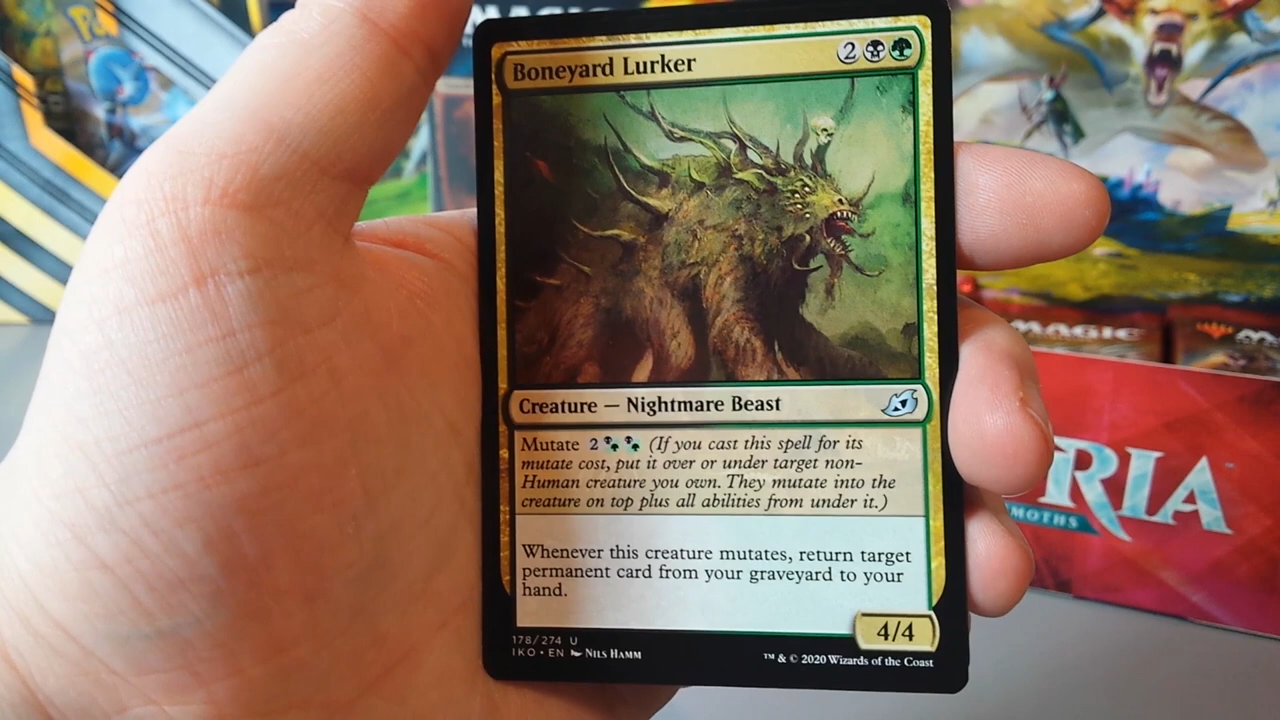 MAGIC
Boneyard Lurker
2
Creature — Nightmare Beast
Mutate 2 (If you cast this spell for its
mutate cost, put it over or under target non-
Human creature you own. They mutate into the
creature on top plus all abilities from under it.)
Whenever this creature mutates, return target
permanent card from your graveyard to your
hand.
4/4
178/274 U
IKO • EN Nils Hamm
™ & © 2020 Wizards of the Coast
MAGIC
RIA
MOTHS